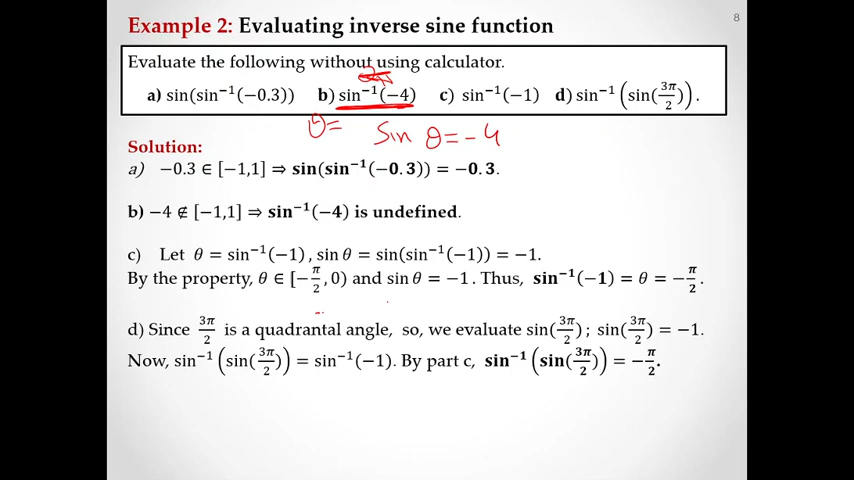 8
Example 2: Evaluating inverse sine function
Evaluate the following without using calculator.
a) sin(sin⁻¹(−0.3)) b) sin⁻¹(−4) c) sin⁻¹(−1) d) sin⁻¹(sin(3π/2)).
θ= sin θ = -4
Solution:
a) −0.3 ∈ [−1,1] ⇒ sin(sin⁻¹(−0.3)) = −0.3.
b) −4 ∉ [−1,1] ⇒ sin⁻¹(−4) is undefined.
c) Let θ = sin⁻¹(−1) , sin θ = sin(sin⁻¹(−1)) = −1.
By the property, θ ∈ [−π/2, 0) and sin θ = −1 . Thus, sin⁻¹(−1) = θ = −π/2.
d) Since 3π/2 is a quadrantal angle, so, we evaluate sin(3π/2) ; sin(3π/2) = −1.
Now, sin⁻¹(sin(3π/2)) = sin⁻¹(−1). By part c, sin⁻¹(sin(3π/2)) = −π/2.